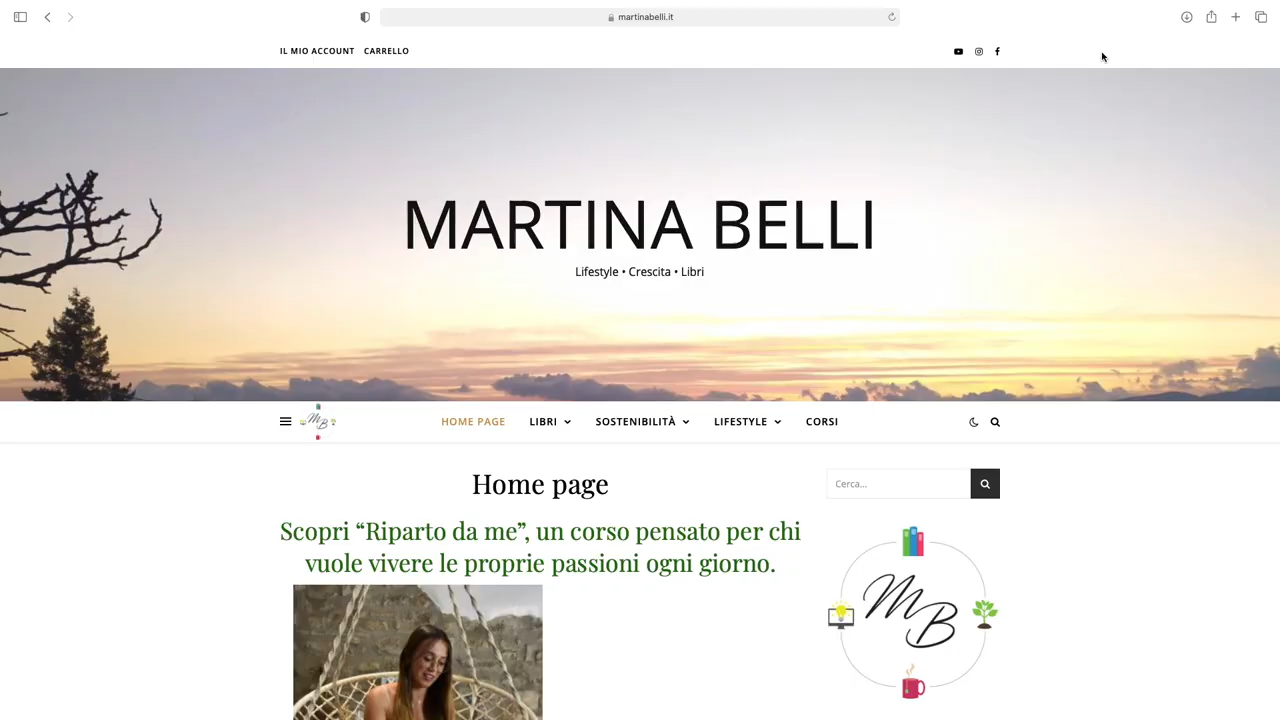 martinabelli.it
IL MIO ACCOUNT CARRELLO
MARTINA BELLI
Lifestyle • Crescita • Libri
MB
HOME PAGE LIBRI SOSTENIBILITÀ LIFESTYLE CORSI
Home page
Cerca...
Scopri “Riparto da me”, un corso pensato per chi
vuole vivere le proprie passioni ogni giorno.
MB